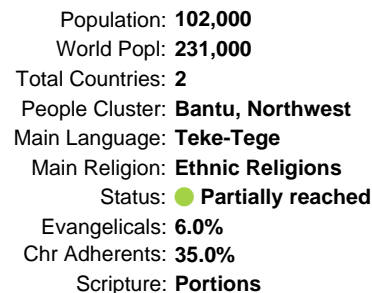 Population: 102,000
World Popl: 231,000
Total Countries: 2
People Cluster: Bantu, Northwest
Main Language: Teke-Tege
Main Religion: Ethnic Religions
Status: Partially reached
Evangelicals: 6.0%
Chr Adherents: 35.0%
Scripture: Portions